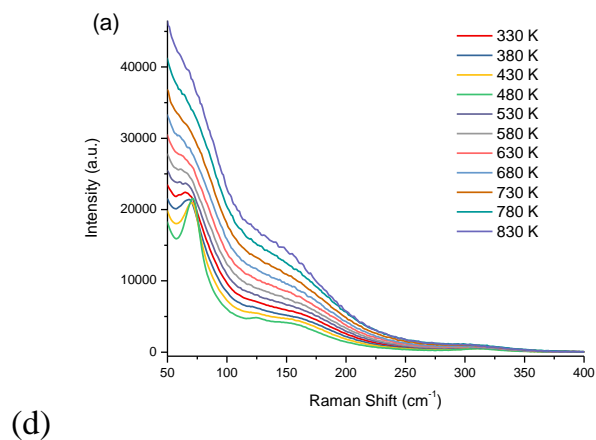 (a)
330 K
380 K
430 K
480 K
530 K
580 K
630 K
680 K
730 K
780 K
830 K
40000
30000
20000
10000
0
Intensity (a.u.)
50 100 150 200 250 300 350 400
Raman Shift (cm⁻¹)
(d)